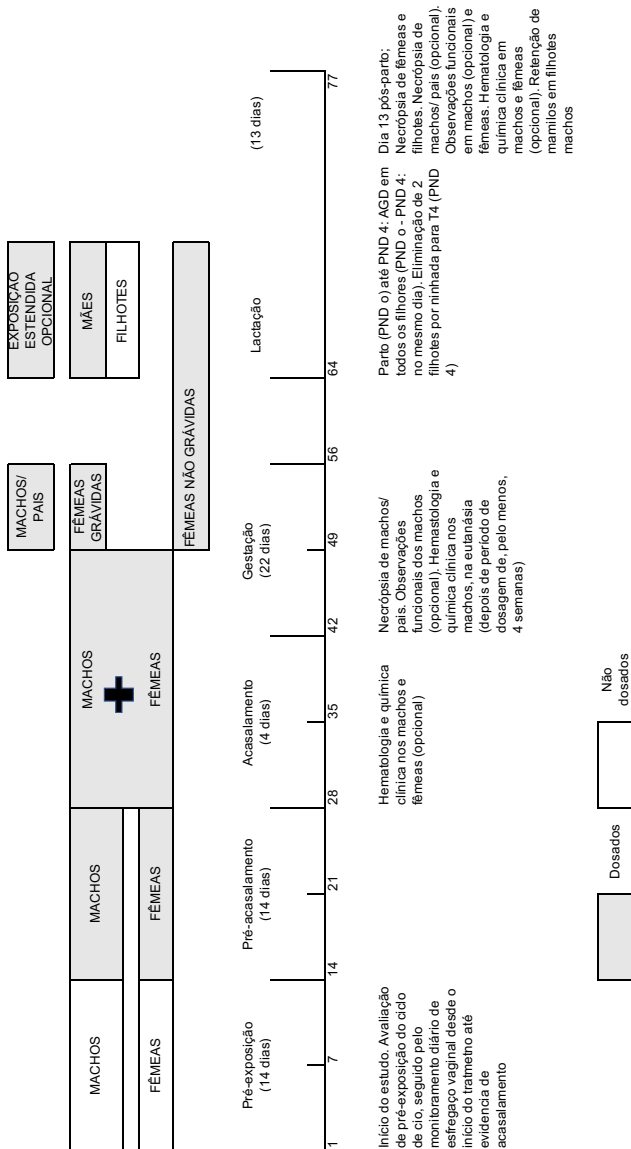 MACHOS
FÊMEAS
MACHOS
FÊMEAS
MACHOS
FÊMEAS
MACHOS/
PAIS
FÊMEAS
GRÁVIDAS
FÊMEAS NÃO GRÁVIDAS
EXPOSIÇÃO
ESTENDIDA
OPCIONAL
MÃES
FILHOTES
Pré-exposição
(14 dias)
Pré-acasalamento
(14 dias)
Acasalamento
(4 dias)
Gestação
(22 dias)
Lactação
(13 dias)
1
7
14
21
28
35
42
49
56
64
77
Início do estudo. Avaliação
de pré-exposição do ciclo
de cio, seguido pelo
monitoramento diário de
esfregaço vaginal desde o
início do tratmetno até
evidencia de
acasalamento
Hematologia e química
clínica nos machos e
fêmeas (opcional)
Necrópsia de machos/
pais. Observações
funcionais dos machos
(opcional). Hemastologia e
química clínica nos
machos, na eutanásia
(depois de período de
dosagem de, pelo menos,
4 semanas)
Parto (PND o) até PND 4: AGD em
todos os filhores (PND o - PND 4:
no mesmo dia). Eliminação de 2
filhotes por ninhada para T4 (PND
4)
Dia 13 pós-parto;
Necrópsia de fêmeas e
filhotes. Necrópsia de
machos/ pais (opcional).
Observações funcionais
em machos (opcional) e
fêmeas. Hematologia e
química clínica em
machos e fêmeas
(opcional). Retenção de
mamilos em filhotes
machos
Dosados
Não
dosados